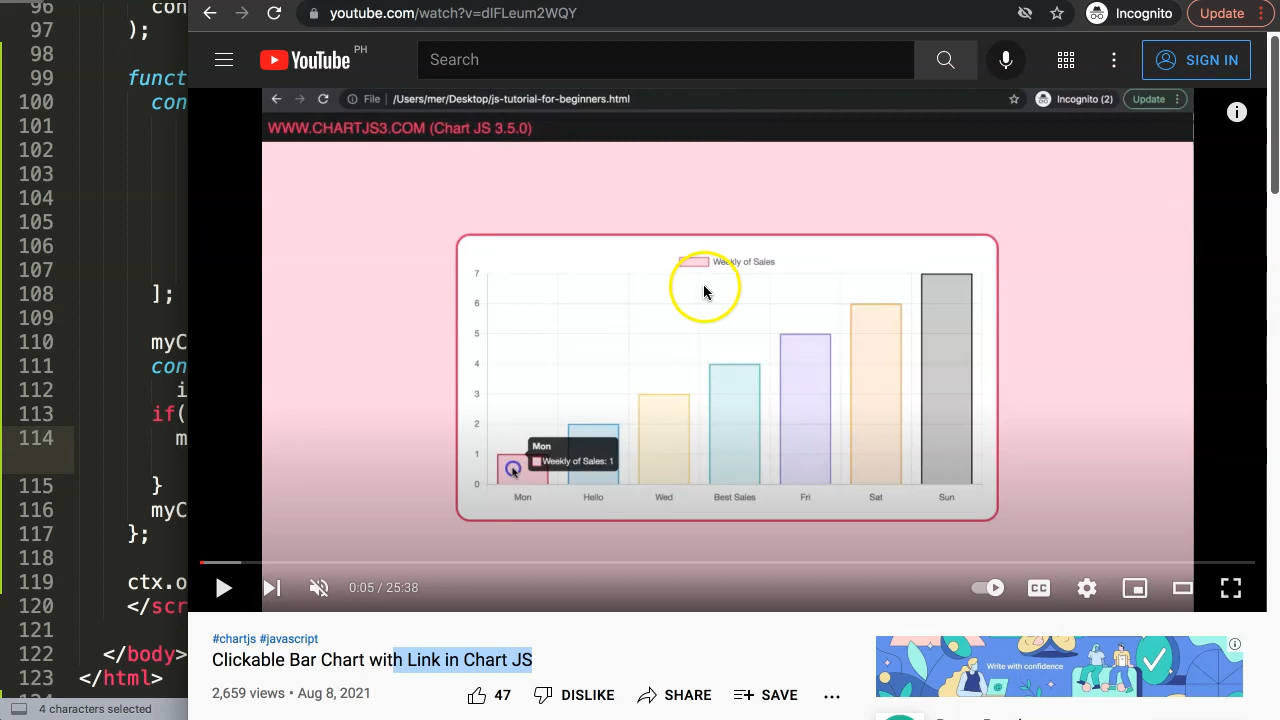 96 con
97 );
98
99 funct
100 con
101
102
103
104
105
106
107
108 ];
109
110 myC
111 con
112 i
113 if(
114 m
115 }
116 myC
117 };
118
119 ctx.o
120 </scr
121
122 </body>
123 </html>
4 characters selected
youtube.com/watch?v=dIFLeum2WQY
Incognito
Update
YouTube PH
Search
SIGN IN
File /Users/mer/Desktop/js-tutorial-for-beginners.html
Incognito (2)
Update
WWW.CHARTJS3.COM (Chart JS 3.5.0)
Weekly of Sales
7
6
5
4
3
2
1
0
Mon
Weekly of Sales: 1
Mon Hello Wed Best Sales Fri Sat Sun
0:05 / 25:38
CC
#chartjs #javascript
Clickable Bar Chart with Link in Chart JS
2,659 views • Aug 8, 2021
47 DISLIKE SHARE SAVE
Write with confidence